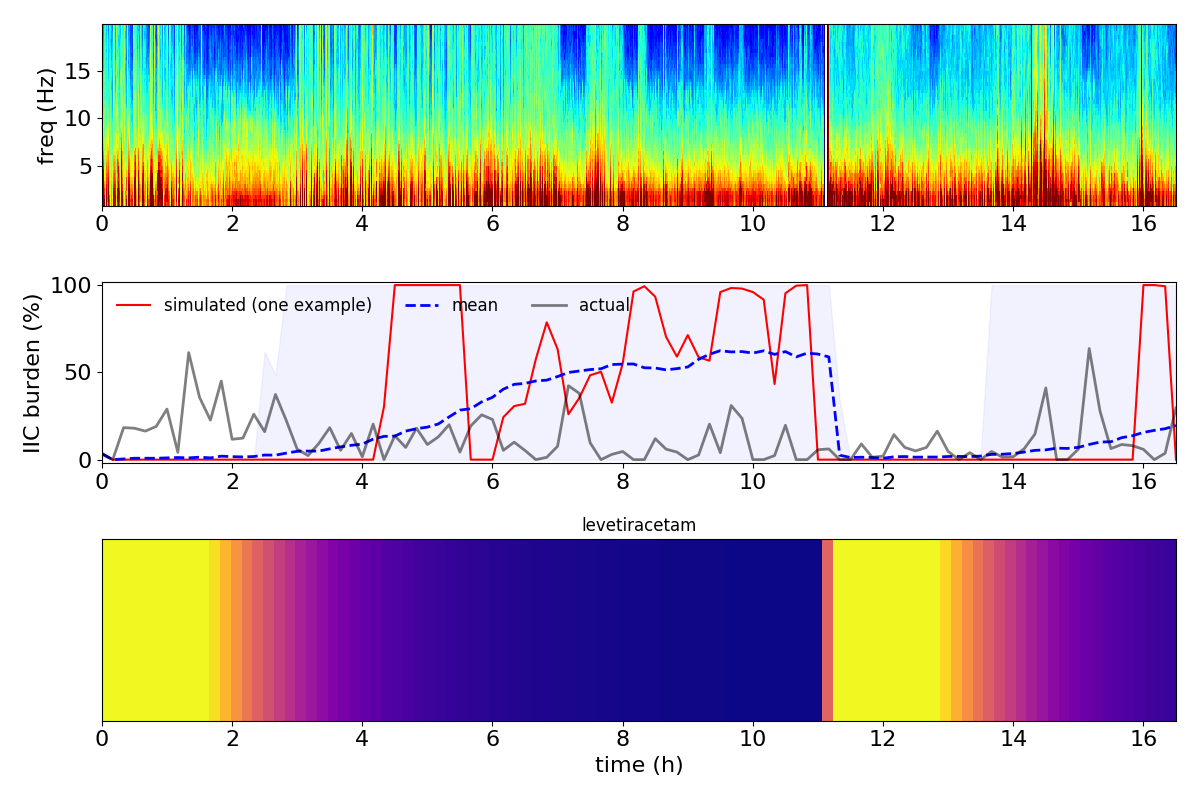 freq (Hz)
15
10
5
0 2 4 6 8 10 12 14 16
IIC burden (%)
100
50
0
simulated (one example) mean actual
0 2 4 6 8 10 12 14 16
levetiracetam
0 2 4 6 8 10 12 14 16
time (h)